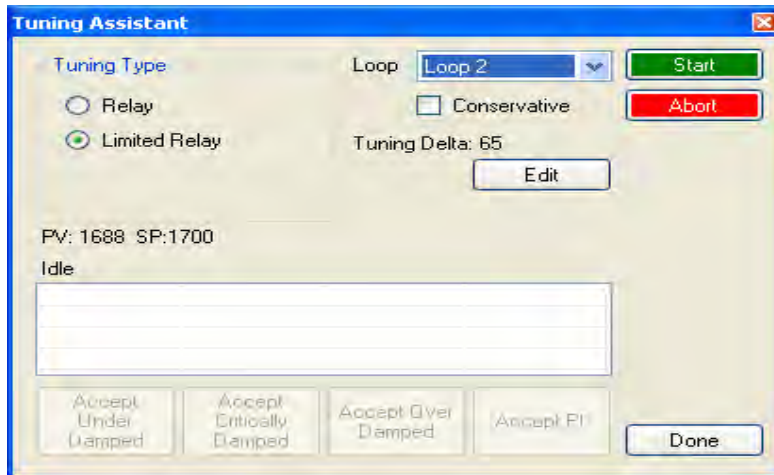 Tuning Assistant
Tuning Type
Loop
Loop 2
Start
Relay
Conservative
Abort
Limited Relay
Tuning Delta: 65
Edit
PV: 1688 SP:1700
Idle
Accept
Under
Damped
Accept
Critically
Damped
Accept Over
Damped
Accept PI
Done